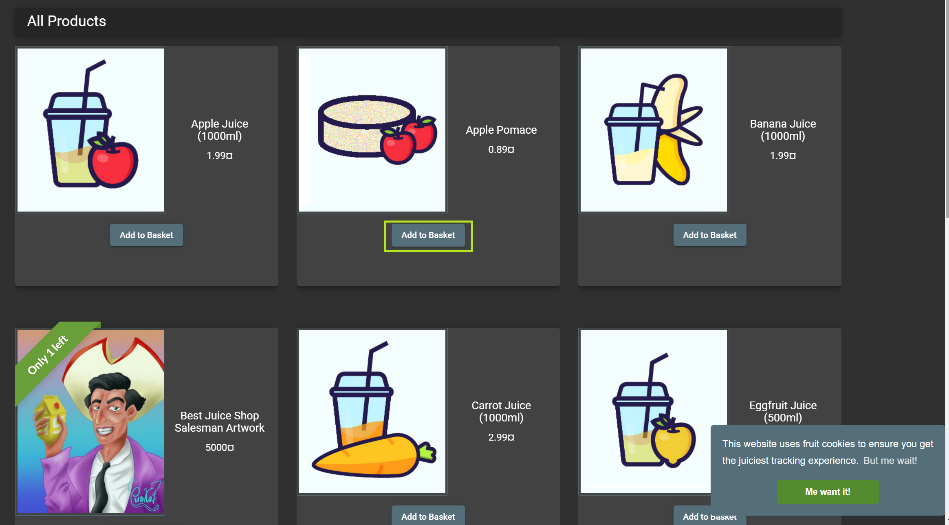 All Products
Apple Juice
(1000ml)
1.99¤
Add to Basket
Apple Pomace
0.89¤
Add to Basket
Banana Juice
(1000ml)
1.99¤
Add to Basket
Only 1 left
Best Juice Shop
Salesman Artwork
5000¤
Carrot Juice
(1000ml)
2.99¤
Add to Basket
Eggfruit Juice
(500ml)
Add to Basket
This website uses fruit cookies to ensure you get
the juiciest tracking experience. But me wait!
Me want it!